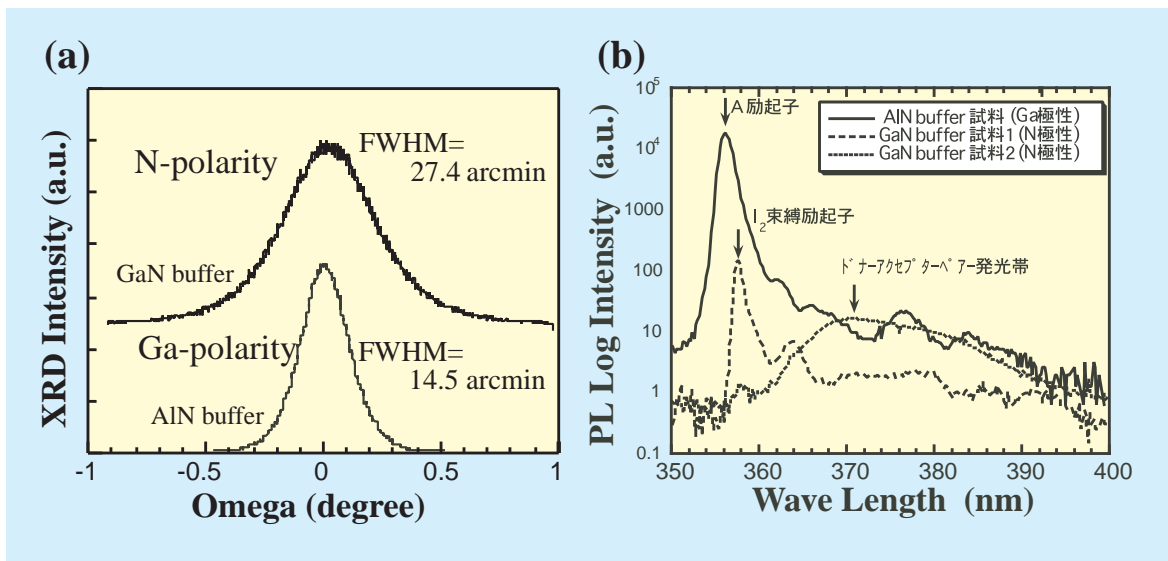 (a)
XRD Intensity (a.u.)
N-polarity
FWHM=
27.4 arcmin
GaN buffer
Ga-polarity
FWHM=
14.5 arcmin
AlN buffer
-1
-0.5
0
0.5
1
Omega (degree)
(b)
PL Log Intensity (a.u.)
10⁵
10⁴
1000
100
10
1
0.1
A励起子
AlN buffer 試料 (Ga極性)
GaN buffer 試料1 (N極性)
GaN buffer 試料2 (N極性)
I₂束縛励起子
ﾄﾞﾅｰアクセﾌﾟﾀｰﾍﾟｱｰ発光帯
350
360
370
380
390
400
Wave Length (nm)